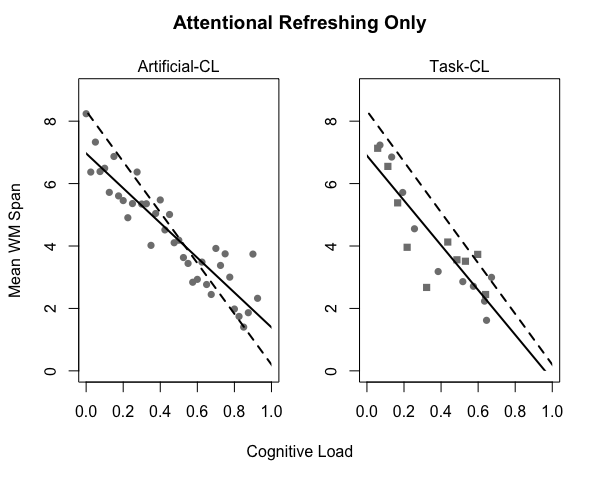 Attentional Refreshing Only
Artificial-CL
Task-CL
Mean WM Span
8
6
4
2
0
0.0 0.2 0.4 0.6 0.8 1.0
8
6
4
2
0
0.0 0.2 0.4 0.6 0.8 1.0
Cognitive Load